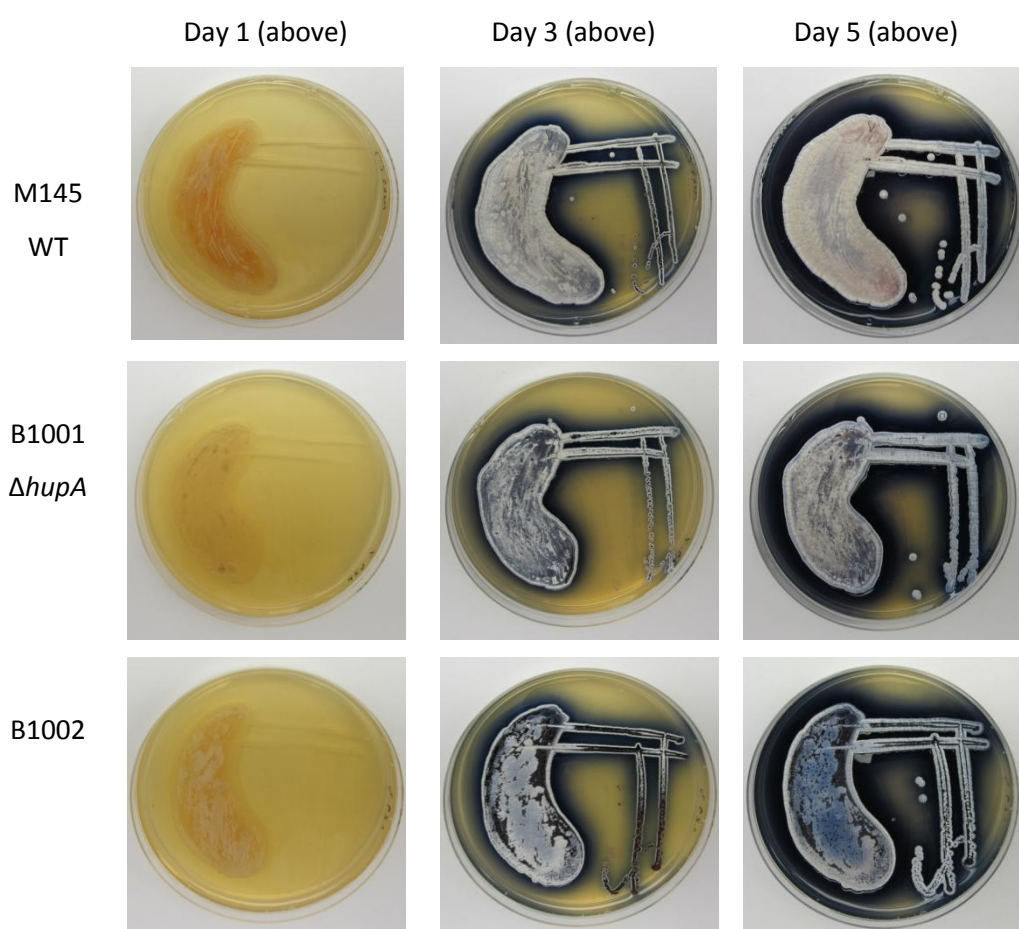 Day 1 (above)
Day 3 (above)
Day 5 (above)
M145
WT
B1001
ΔhupA
B1002